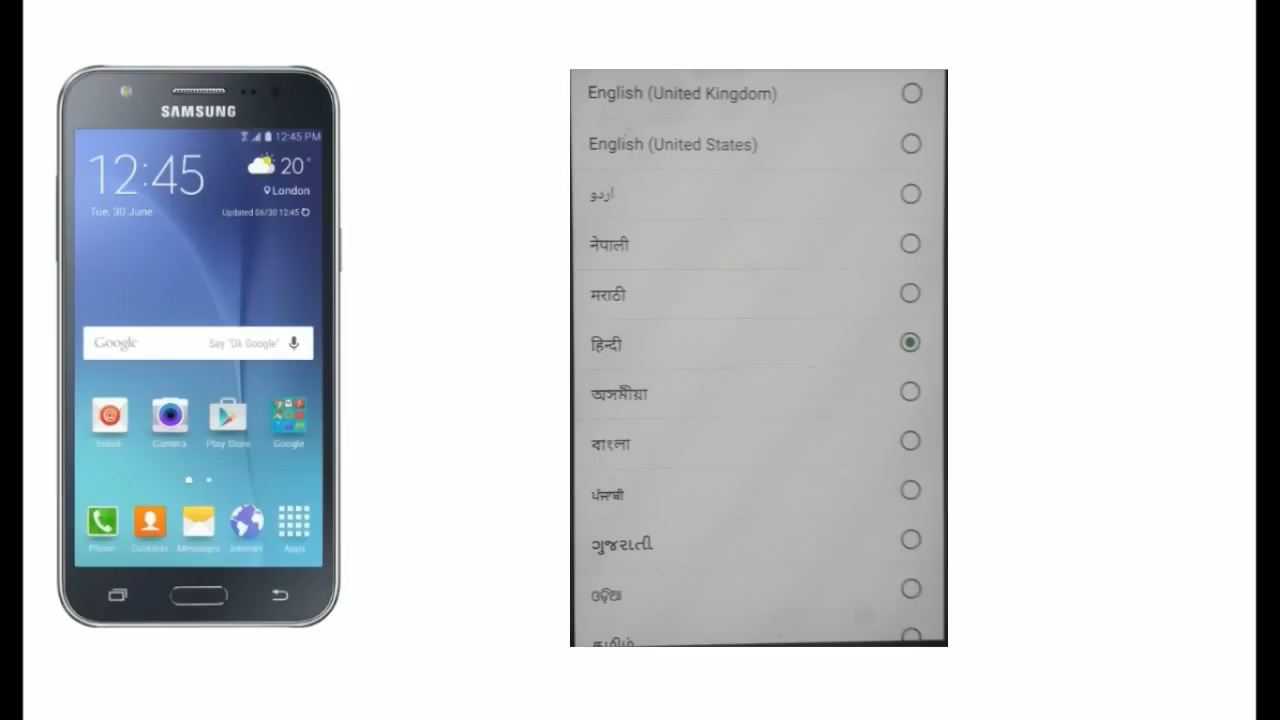 SAMSUNG
12:45 PM
12:45
20°
London
Tue, 30 June
Updated 06/30 12:45
Google
Say "Ok Google"
Email
Camera
Play Store
Google
Phone
Contacts
Messages
Internet
Apps
English (United Kingdom)
English (United States)
اردو
नेपाली
मराठी
हिन्दी
অসমীয়া
বাংলা
ਪੰਜਾਬੀ
ગુજરાતી
ଓଡ଼ିଆ
தமிழ்